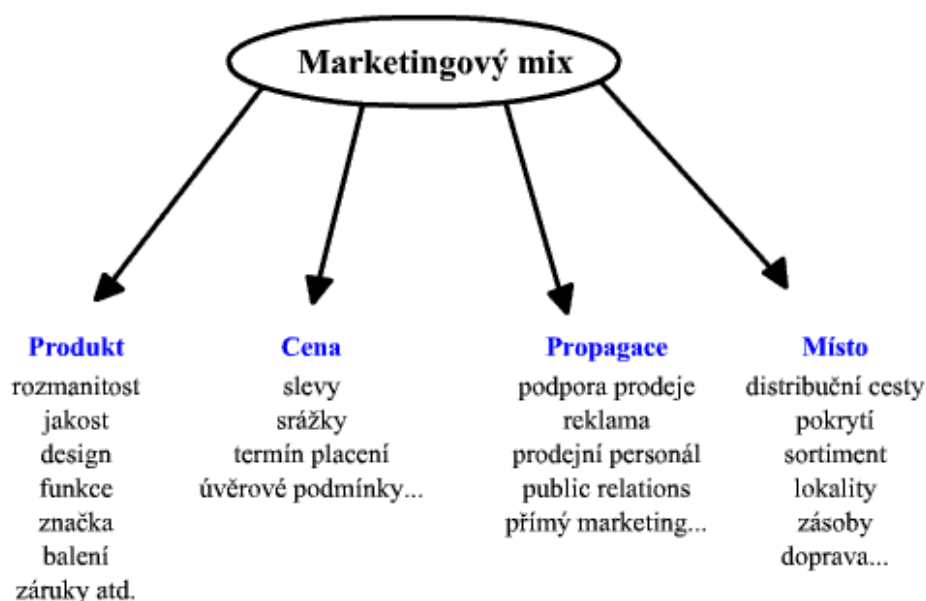 Marketingový mix
Produkt
rozmanitost
jakost
design
funkce
značka
balení
záruky atd.
Cena
slevy
srážky
termín placení
úvěrové podmínky...
Propagace
podpora prodeje
reklama
prodejní personál
public relations
přímý marketing...
Místo
distribuční cesty
pokrytí
sortiment
lokality
zásoby
doprava...